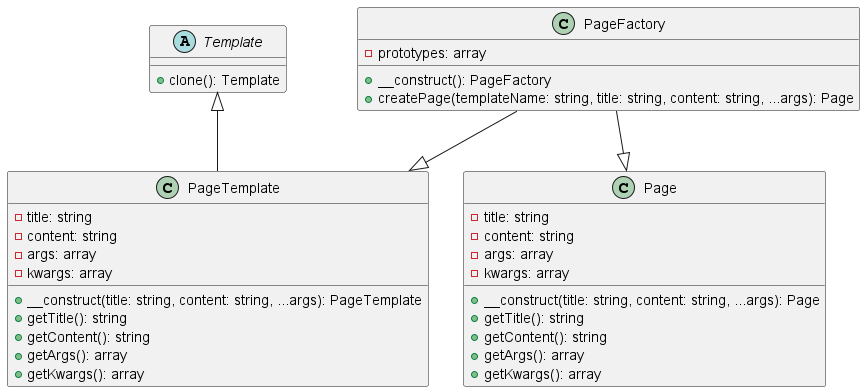 A Template
+ clone(): Template
C PageFactory
prototypes: array
__construct(): PageFactory
createPage(templateName: string, title: string, content: string, ...args): Page
C PageTemplate
title: string
content: string
args: array
kwargs: array
__construct(title: string, content: string, ...args): PageTemplate
getTitle(): string
getContent(): string
getArgs(): array
getKwargs(): array
C Page
title: string
content: string
args: array
kwargs: array
__construct(title: string, content: string, ...args): Page
getTitle(): string
getContent(): string
getArgs(): array
getKwargs(): array